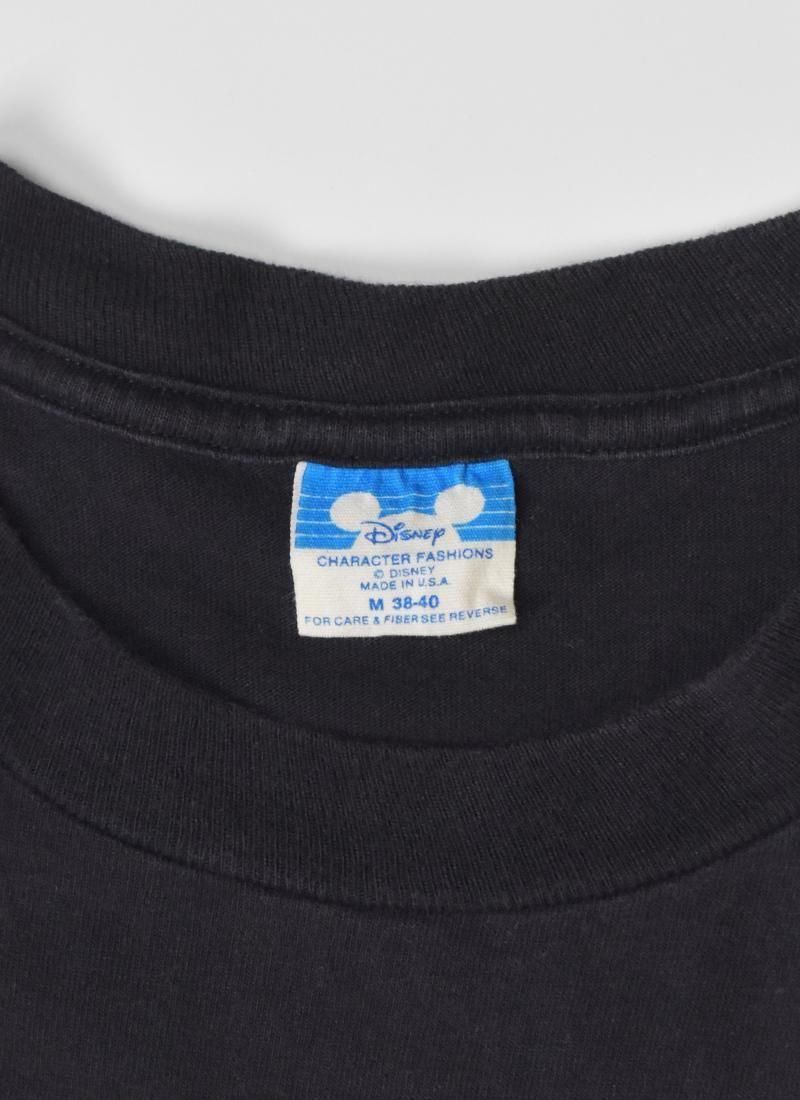 Disney
CHARACTER FASHIONS
© DISNEY
MADE IN U.S.A.
M 38-40
FOR CARE & FIBER SEE REVERSE